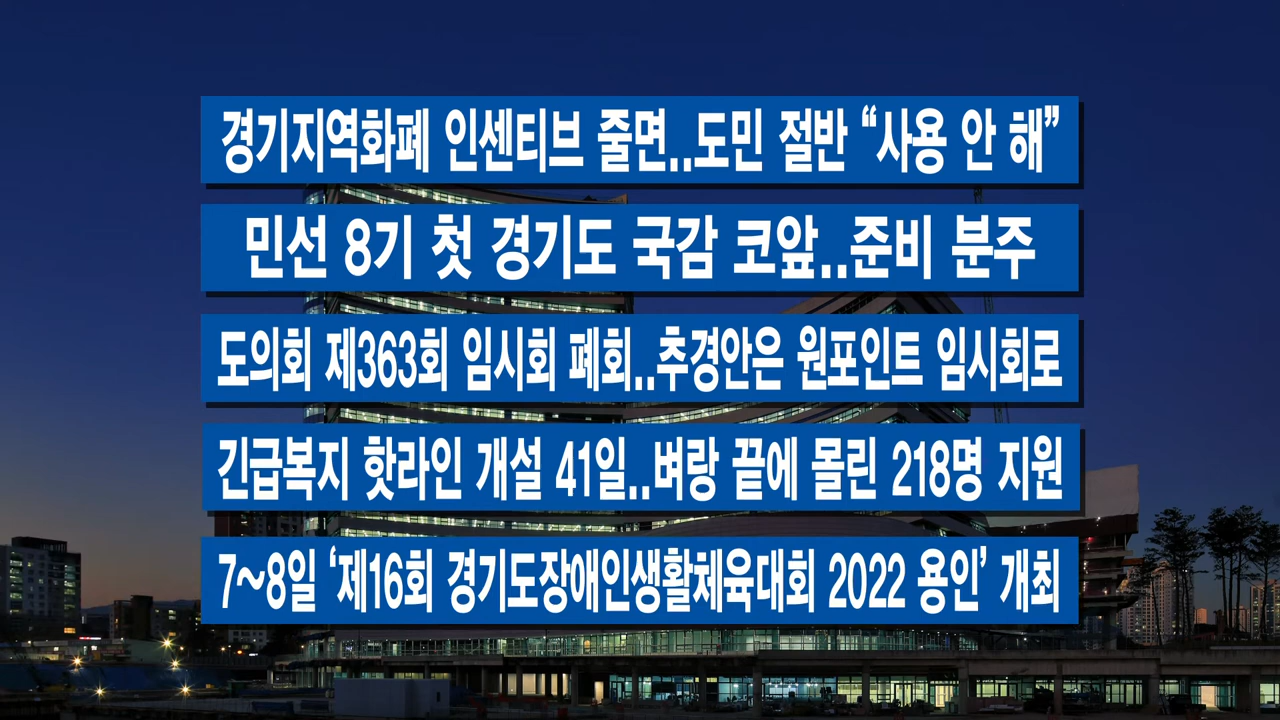 경기지역화폐 인센티브 줄면..도민 절반 “사용 안 해”
민선 8기 첫 경기도 국감 코앞..준비 분주
도의회 제363회 임시회 폐회..추경안은 원포인트 임시회로
긴급복지 핫라인 개설 41일..벼랑 끝에 몰린 218명 지원
7~8일 ‘제16회 경기도장애인생활체육대회 2022 용인’ 개최